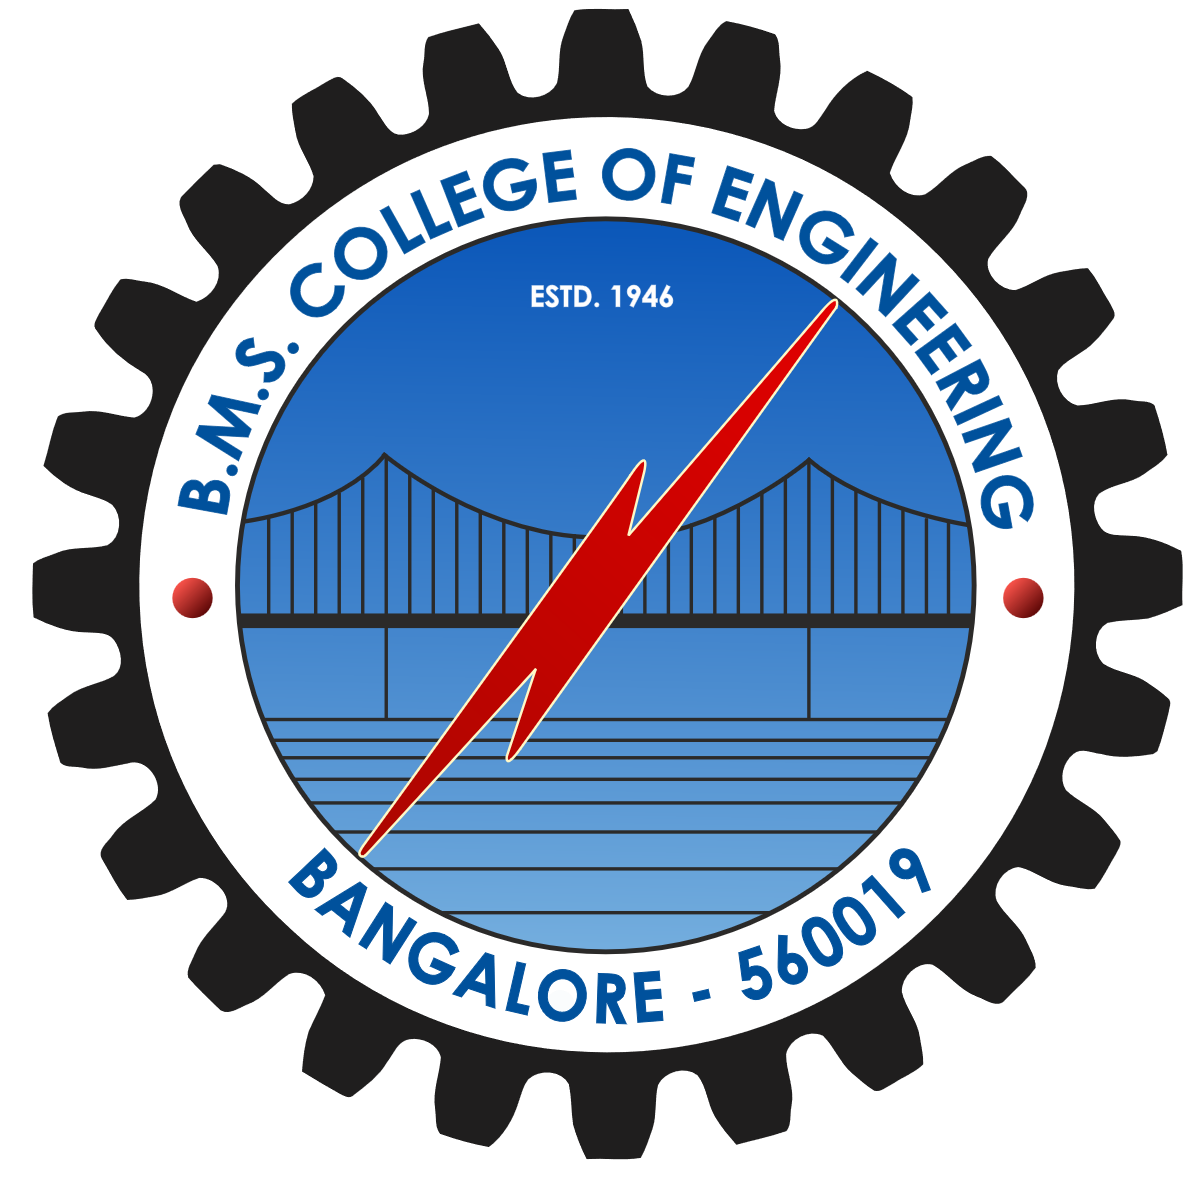 B.M.S. COLLEGE OF ENGINEERING
ESTD. 1946
BANGALORE - 560019